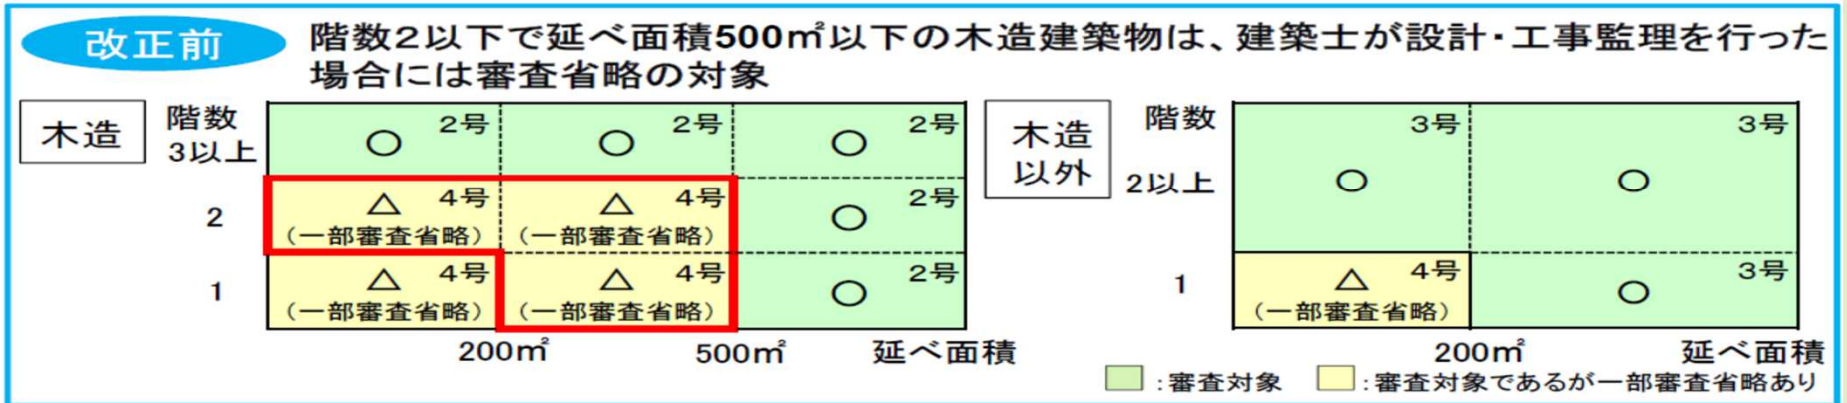 改正前
階数2以下で延べ面積500㎡以下の木造建築物は、建築士が設計・工事監理を行った
場合には審査省略の対象
木造
階数
3以上
○ 2号
○ 2号
○ 2号
2
△ 4号
(一部審査省略)
△ 4号
(一部審査省略)
○ 2号
1
△ 4号
(一部審査省略)
△ 4号
(一部審査省略)
○ 2号
200㎡
500㎡
延べ面積
木造
以外
階数
2以上
○ 3号
○ 3号
1
△ 4号
(一部審査省略)
○ 3号
200㎡
延べ面積
:審査対象
:審査対象であるが一部審査省略あり